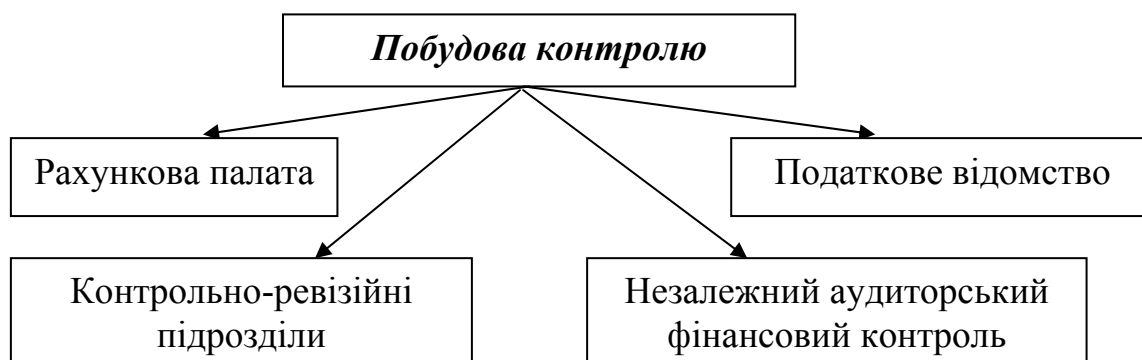 Побудова контролю
Рахункова палата
Податкове відомство
Контрольно-ревізійні
підрозділи
Незалежний аудиторський
фінансовий контроль